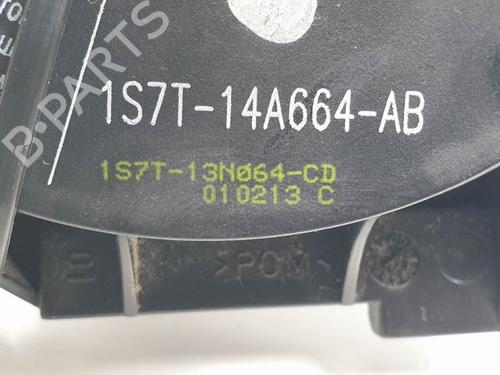 B-PARTS
1S7T-14A664-AB
1S7T-13N064-CD
010213 C
>POM<